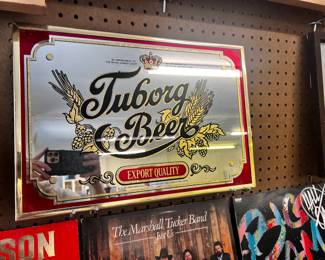 Tuborg
Beer
EXPORT QUALITY
SON
The Marshall Tucker Band